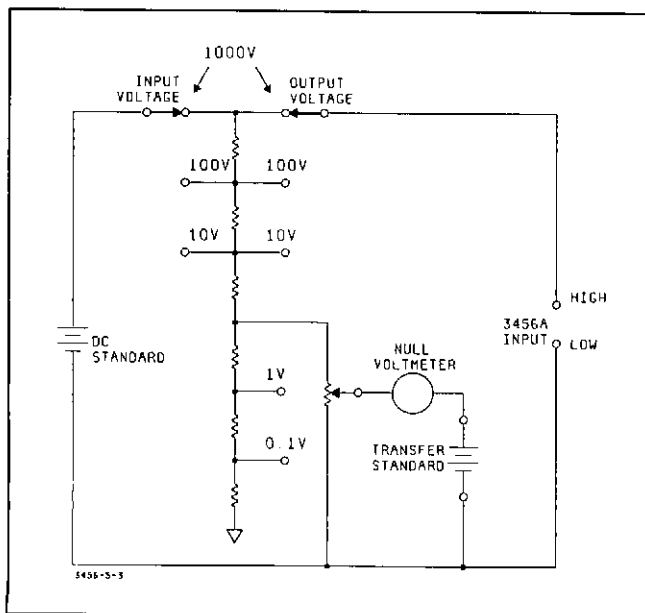 1000V
INPUT
VOLTAGE
OUTPUT
VOLTAGE
100V
100V
10V
10V
HIGH
3456A
INPUT
LOW
DC
STANDARD
NULL
VOLTMETER
1V
0.1V
TRANSFER
STANDARD
3456-5-3